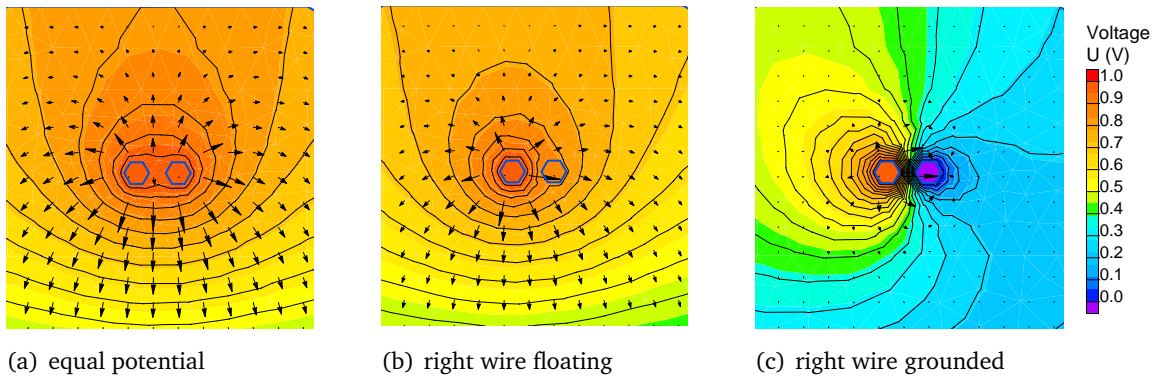 Voltage
U (V)
1.0
0.9
0.8
0.7
0.6
0.5
0.4
0.3
0.2
0.1
0.0
(a) equal potential
(b) right wire floating
(c) right wire grounded